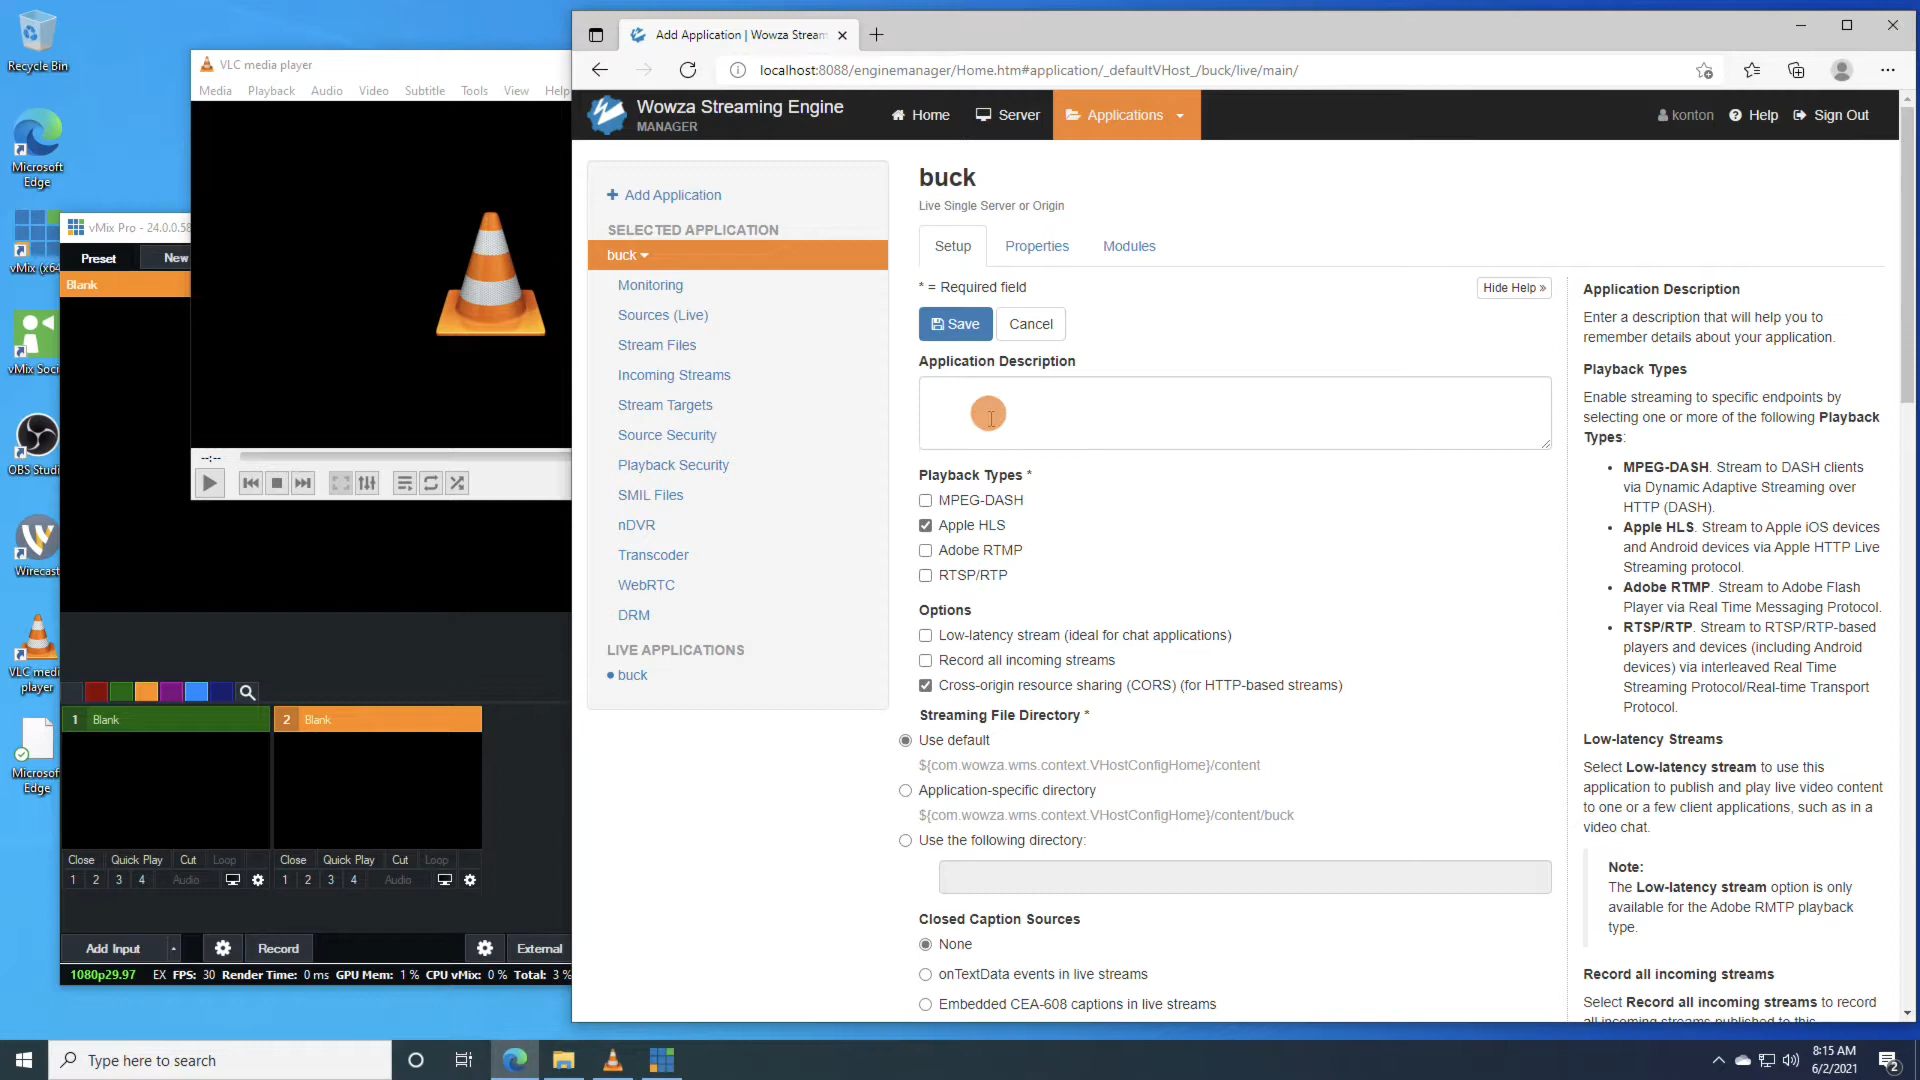 Recycle Bin
Microsoft
Edge
vMix (x64
vMix Soci
OBS Studi
Wirecast
VLC medi
player
Microsof
Edge
VLC media player
Media Playback Audio Video Subtitle Tools View Help
--:--
vMix Pro - 24.0.0.58
Preset New
Blank
1 Blank
2 Blank
Close Quick Play Cut Loop
1 2 3 4 Audio
Close Quick Play Cut Loop
1 2 3 4 Audio
Add Input Record External
1080p29.97 EX FPS: 30 Render Time: 0 ms GPU Mem: 1 % CPU vMix: 0 % Total: 3 %
Add Application | Wowza Stream
localhost:8088/enginemanager/Home.htm#application/_defaultVHost_/buck/live/main/
Wowza Streaming Engine
MANAGER
Home Server Applications konton Help Sign Out
Add Application
SELECTED APPLICATION
buck
Monitoring
Sources (Live)
Stream Files
Incoming Streams
Stream Targets
Source Security
Playback Security
SMIL Files
nDVR
Transcoder
WebRTC
DRM
LIVE APPLICATIONS
buck
buck
Live Single Server or Origin
Setup Properties Modules
* = Required field
Hide Help »
Save Cancel
Application Description
Playback Types *
MPEG-DASH
Apple HLS
Adobe RTMP
RTSP/RTP
Options
Low-latency stream (ideal for chat applications)
Record all incoming streams
Cross-origin resource sharing (CORS) (for HTTP-based streams)
Streaming File Directory *
Use default
${com.wowza.wms.context.VHostConfigHome}/content
Application-specific directory
${com.wowza.wms.context.VHostConfigHome}/content/buck
Use the following directory:
Closed Caption Sources
None
onTextData events in live streams
Embedded CEA-608 captions in live streams
Application Description
Enter a description that will help you to
remember details about your application.
Playback Types
Enable streaming to specific endpoints by
selecting one or more of the following Playback
Types:
• MPEG-DASH. Stream to DASH clients
via Dynamic Adaptive Streaming over
HTTP (DASH).
• Apple HLS. Stream to Apple iOS devices
and Android devices via Apple HTTP Live
Streaming protocol.
• Adobe RTMP. Stream to Adobe Flash
Player via Real Time Messaging Protocol.
• RTSP/RTP. Stream to RTSP/RTP-based
players and devices (including Android
devices) via interleaved Real Time
Streaming Protocol/Real-time Transport
Protocol.
Low-latency Streams
Select Low-latency stream to use this
application to publish and play live video content
to one or a few client applications, such as in a
video chat.
Note:
The Low-latency stream option is only
available for the Adobe RMTP playback
type.
Record all incoming streams
Select Record all incoming streams to record
all incoming streams published to this
Type here to search
8:15 AM
6/2/2021
2